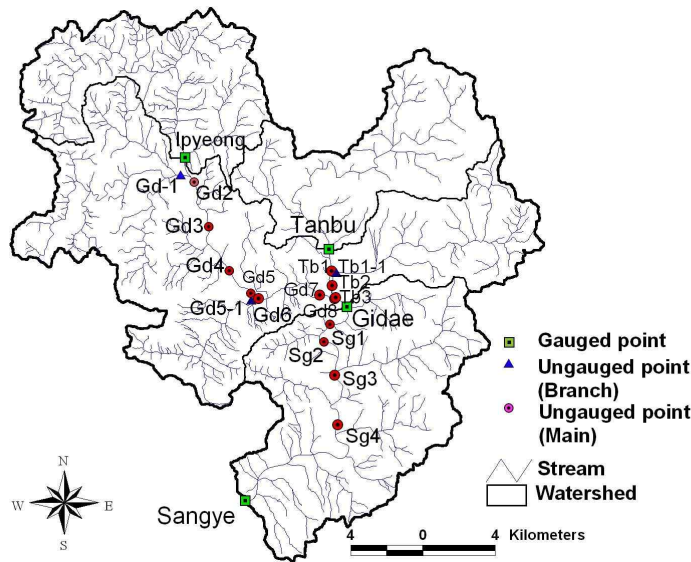 Ipyeong
Gd-1
Gd2
Gd3
Tanbu
Gd4
Gd5
Tb1
Tb1-1
Tb2
Gd7
Tb3
Gd5-1
Gd6
Gd8
Gidae
Sg1
Sg2
Sg3
Sg4
Sangye
Gauged point
Ungauged point
(Branch)
Ungauged point
(Main)
Stream
Watershed
N
W
E
S
4 0 4 Kilometers